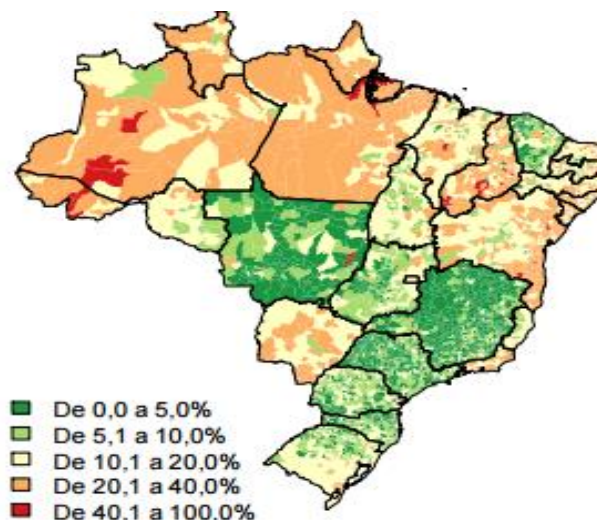 De 0,0 a 5,0%
De 5,1 a 10,0%
De 10,1 a 20,0%
De 20,1 a 40,0%
De 40,1 a 100,0%